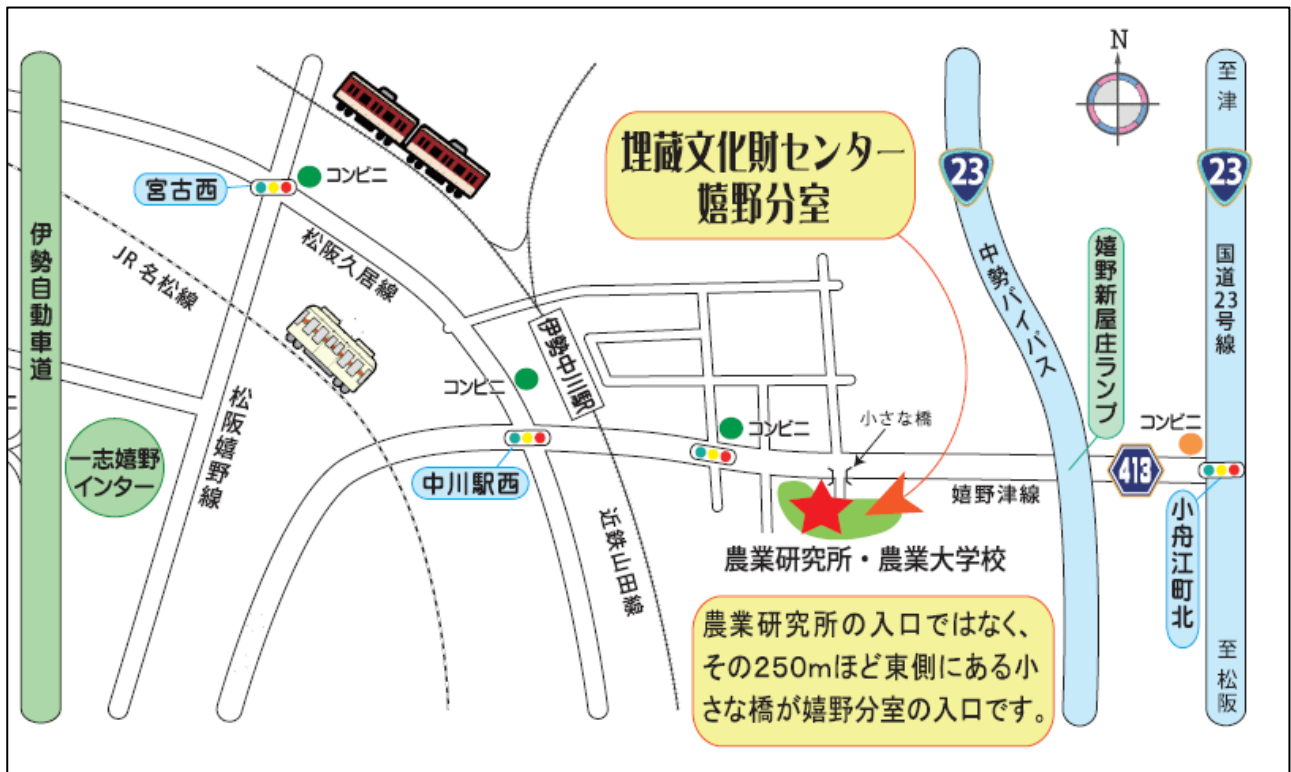 N
至津
埋蔵文化財センター
嬉野分室
23
23
コンビニ
宮古西
伊勢自動車道
JR名松線
松阪久居線
中勢バイパス
嬉野新屋庄ランプ
国道23号線
伊勢中川駅
コンビニ
松阪嬉野線
小さな橋
コンビニ
コンビニ
一志嬉野
インター
中川駅西
413
嬉野津線
小舟江町北
近鉄山田線
農業研究所・農業大学校
農業研究所の入口ではなく、
その250mほど東側にある小
さな橋が嬉野分室の入口です。
至松阪